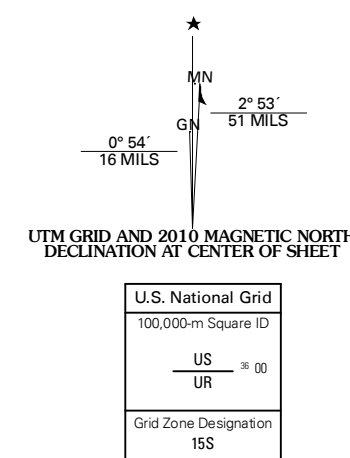 ★
MN
2° 53´
51 MILS
GN
0° 54´
16 MILS
UTM GRID AND 2010 MAGNETIC NORTH
DECLINATION AT CENTER OF SHEET
U.S. National Grid
100,000-m Square ID
US
36 00
UR
Grid Zone Designation
15S